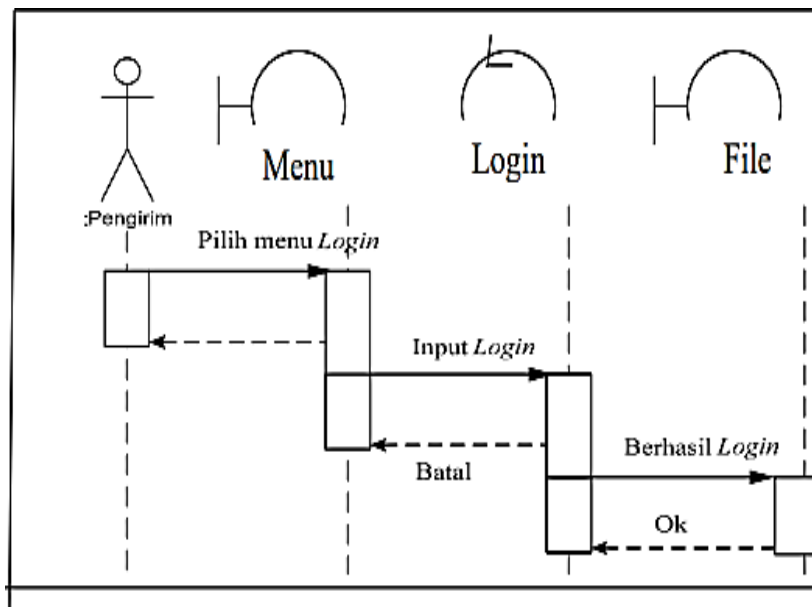 Menu
Login
File
:Pengirim
Pilih menu Login
Input Login
Batal
Berhasil Login
Ok